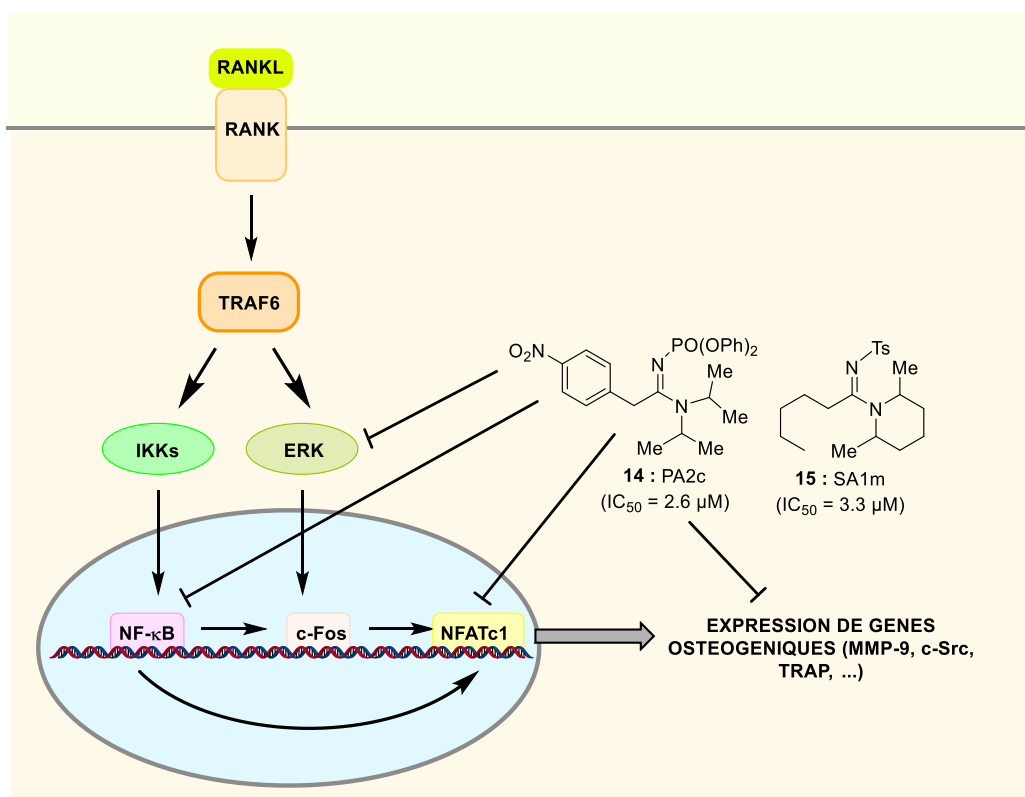 RANKL
RANK
TRAF6
IKKs
ERK
O2N
N
PO(OPh)2
Me
N
Me
Me
Me
14 : PA2c
(IC50 = 2.6 µM)
Ts
N
Me
N
Me
15 : SA1m
(IC50 = 3.3 µM)
NF-κB
c-Fos
NFATc1
EXPRESSION DE GENES
OSTEOGENIQUES (MMP-9, c-Src,
TRAP, ...)